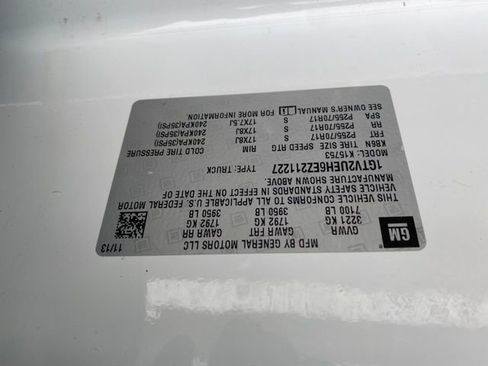 GM
MFD BY GENERAL MOTORS LLC
11/13
GVWR GAWR FRT GAWR RR
3221 KG 1792 KG 1792 KG
7100 LB 3950 LB 3950 LB
THIS VEHICLE CONFORMS TO ALL APPLICABLE U.S. FEDERAL MOTOR
VEHICLE SAFETY STANDARDS IN EFFECT ON THE DATE OF
MANUFACTURE SHOWN ABOVE.
1GTV2UEH6EZ211227 TYPE: TRUCK
MODEL: K15753
KBSN TIRE SIZE SPEED RTG RIM COLD TIRE PRESSURE
FRT P255/70R17 S 17X8J 240KPA(35PSI)
RR P255/70R17 S 17X8J 240KPA(35PSI)
SPA P255/70R17 S 17X7.5J 240KPA(35PSI)
SEE OWNER'S MANUAL FOR MORE INFORMATION.